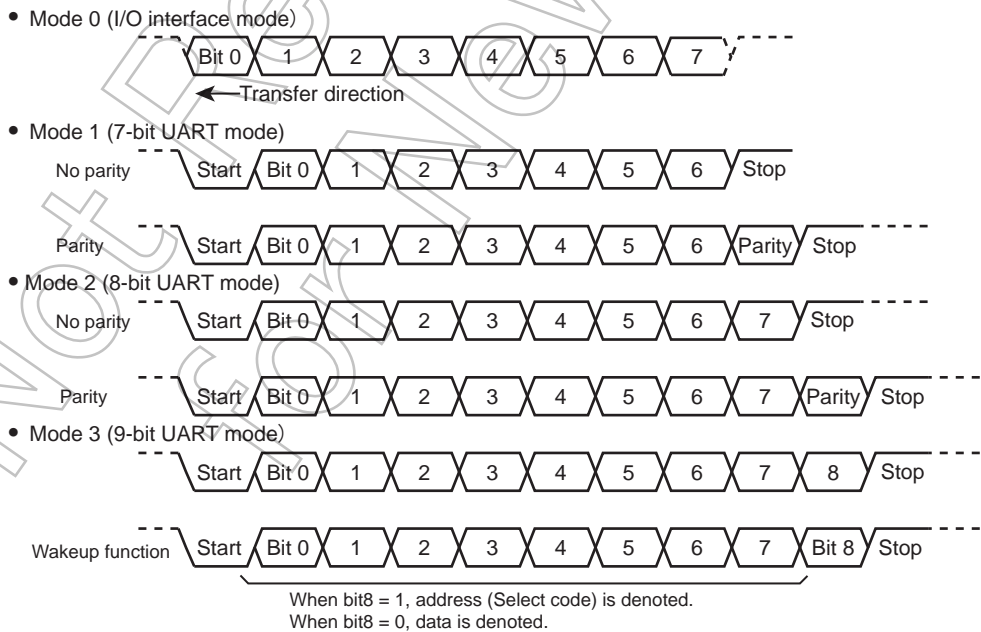 • Mode 0 (I/O interface mode)
Bit 0 1 2 3 4 5 6 7
Transfer direction
• Mode 1 (7-bit UART mode)
No parity Start Bit 0 1 2 3 4 5 6 Stop
Parity Start Bit 0 1 2 3 4 5 6 Parity Stop
• Mode 2 (8-bit UART mode)
No parity Start Bit 0 1 2 3 4 5 6 7 Stop
Parity Start Bit 0 1 2 3 4 5 6 7 Parity Stop
• Mode 3 (9-bit UART mode)
Start Bit 0 1 2 3 4 5 6 7 8 Stop
Wakeup function Start Bit 0 1 2 3 4 5 6 7 Bit 8 Stop
When bit8 = 1, address (Select code) is denoted.
When bit8 = 0, data is denoted.
Not Re
for New